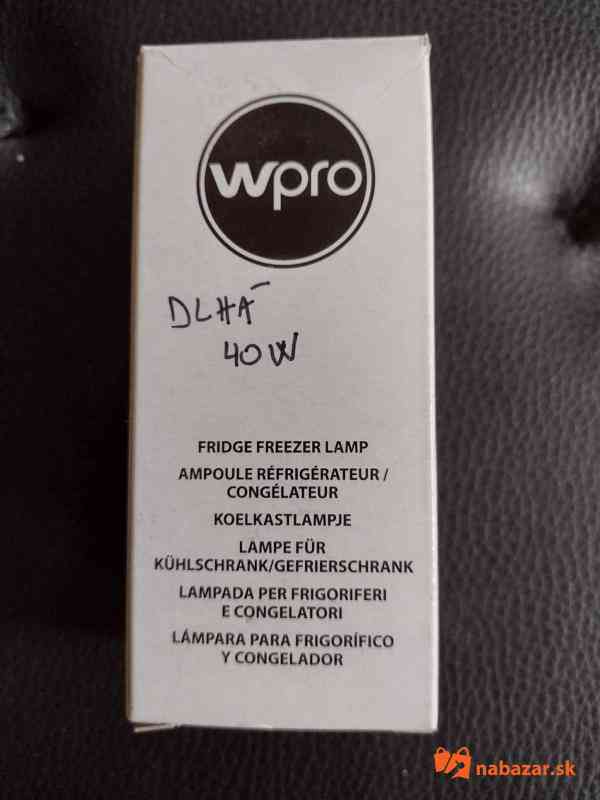 wpro
DLHÁ
40W
FRIDGE FREEZER LAMP
AMPOULE RÉFRIGÉRATEUR /
CONGÉLATEUR
KOELKASTLAMPJE
LAMPE FÜR
KÜHLSCHRANK/GEFRIERSCHRANK
LAMPADA PER FRIGORIFERI
E CONGELATORI
LÁMPARA PARA FRIGORÍFICO
Y CONGELADOR
nabazar.sk